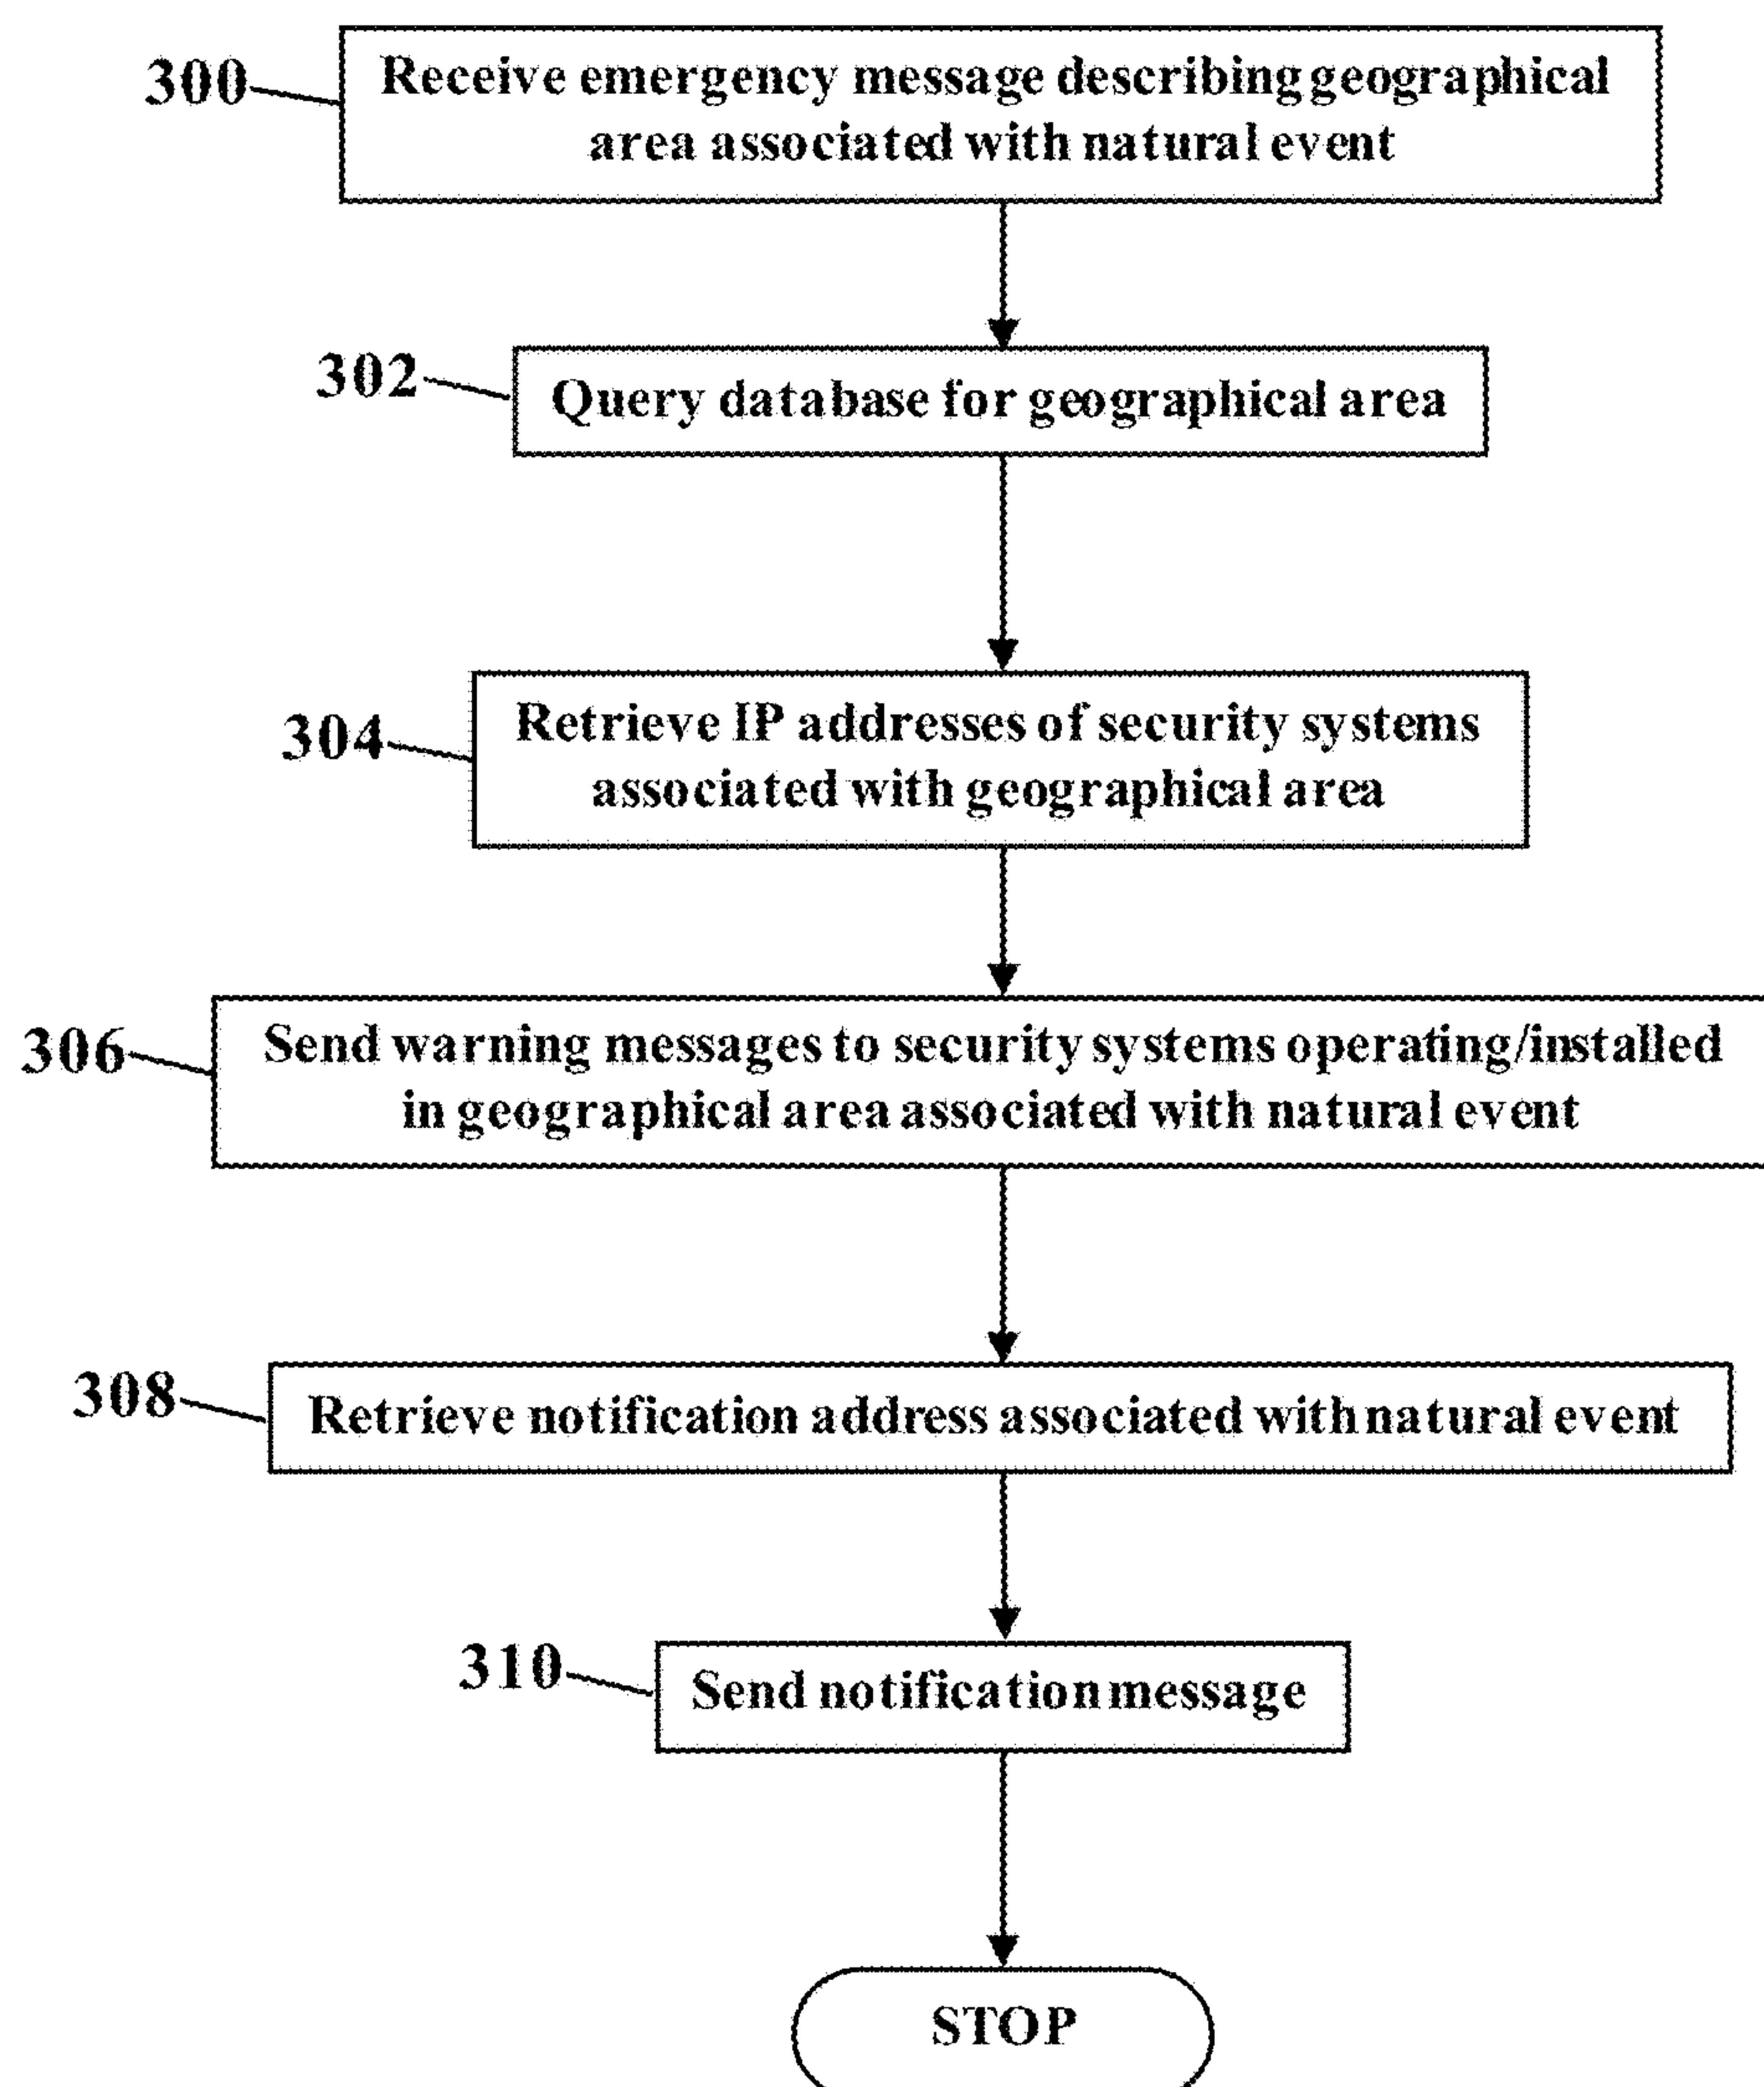 300
Receive emergency message describing geographical
area associated with natural event
302
Query database for geographical area
304
Retrieve IP addresses of security systems
associated with geographical area
306
Send warning messages to security systems operating/installed
in geographical area associated with natural event
308
Retrieve notification address associated with natural event
310
Send notification message
STOP